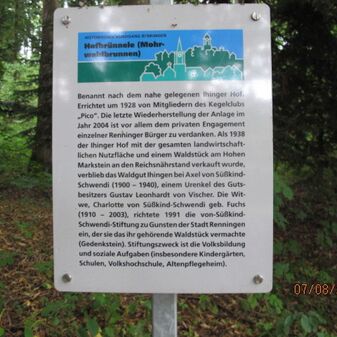 HISTORISCHER RUNDGANG RENNINGEN
Hofbrünnele (Mohr-
waldbrunnen)
Benannt nach dem nahe gelegenen Ihinger Hof.
Errichtet um 1928 von Mitgliedern des Kegelclubs
„Pico". Die letzte Wiederherstellung der Anlage im
Jahr 2004 ist vor allem dem privaten Engagement
einzelner Renninger Bürger zu verdanken. Als 1938
der Ihinger Hof mit der gesamten landwirtschaft-
lichen Nutzfläche und einem Waldstück am Hohen
Markstein an den Reichsnährstand verkauft wurde,
verblieb das Waldgut Ihingen bei Axel von Süßkind-
Schwendi (1900 – 1940), einem Urenkel des Guts-
besitzers Gustav Leonhardt von Vischer. Die Wit-
we, Charlotte von Süßkind-Schwendi geb. Fuchs
(1910 – 2003), richtete 1991 die von-Süßkind-
Schwendi-Stiftung zu Gunsten der Stadt Renningen
ein, der sie das ihr gehörende Waldstück vermachte
(Gedenkstein). Stiftungszweck ist die Volksbildung
und soziale Aufgaben (insbesondere Kindergärten,
Schulen, Volkshochschule, Altenpflegeheim).
07/08/